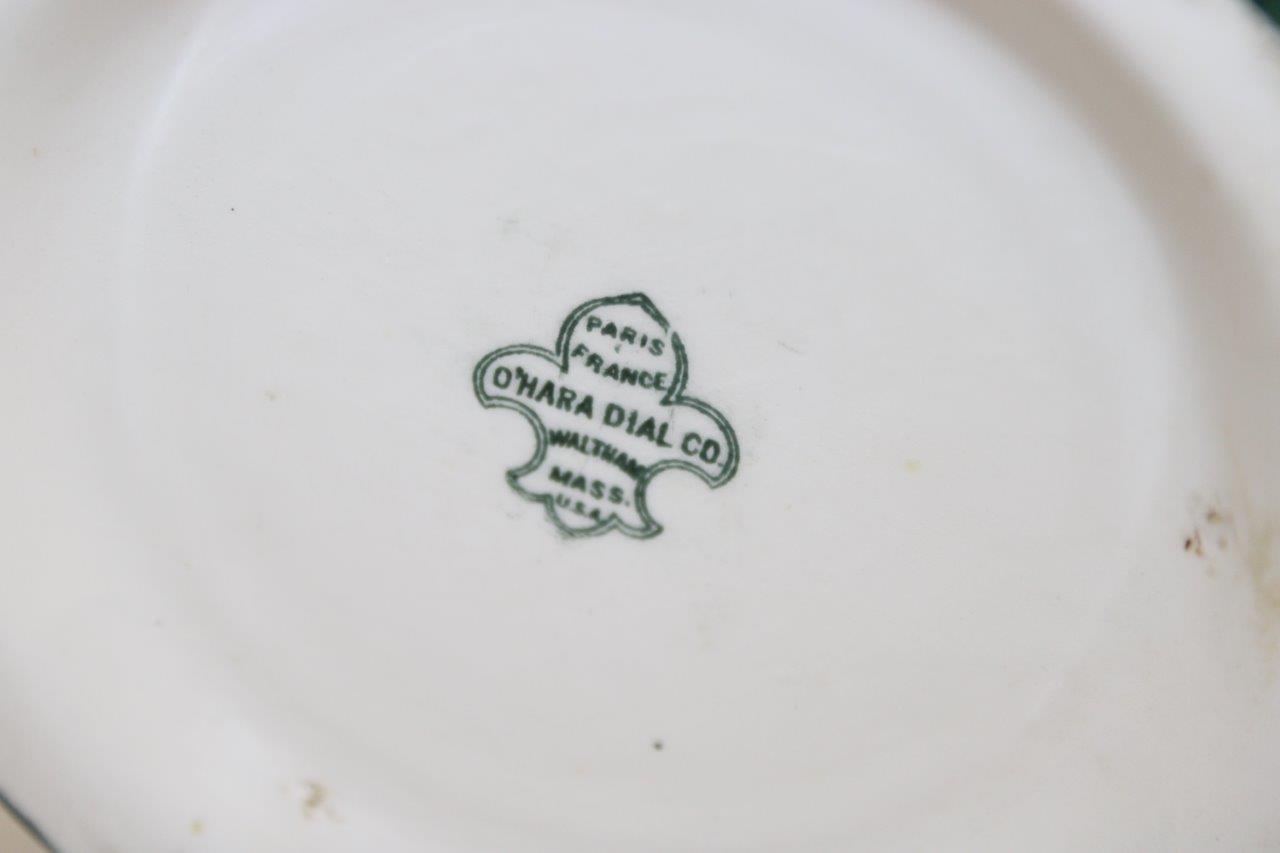 PARIS
FRANCE
O'HARA DIAL CO.
WALTHAM
MASS.
U.S.A.